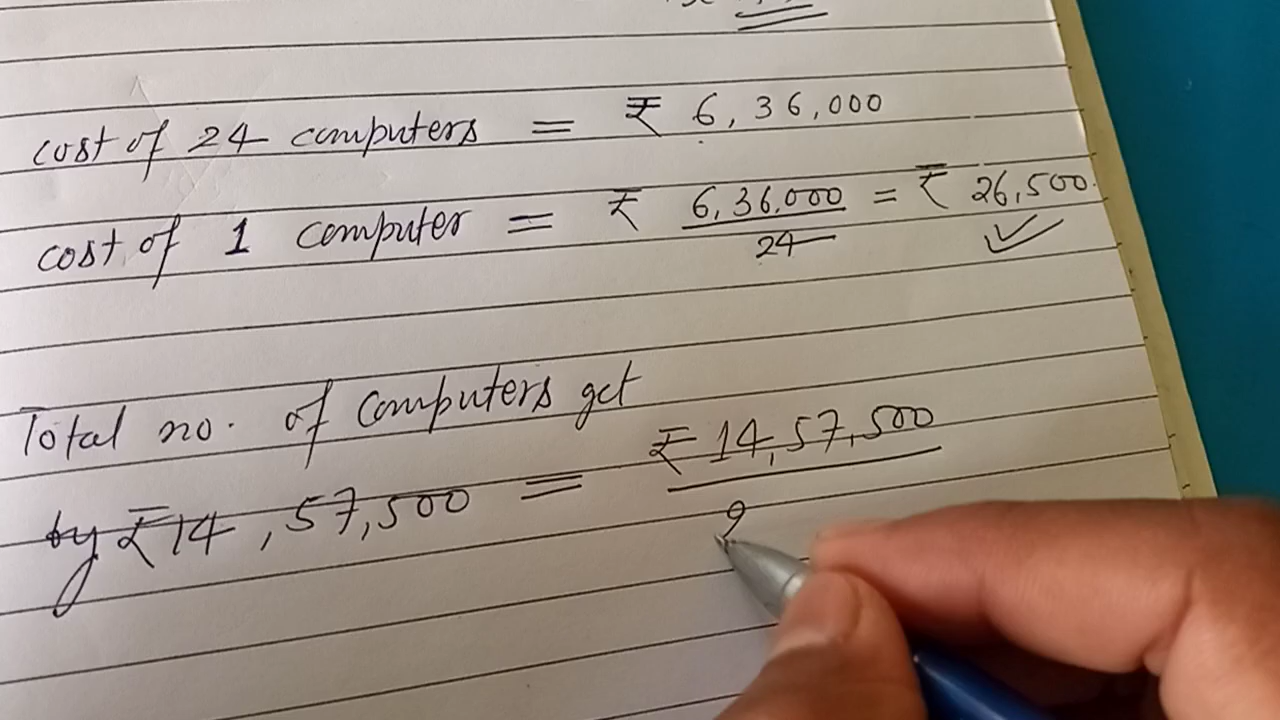 cost of 24 computers = ₹ 6,36,000
cost of 1 computer = ₹ 6,36,000 / 24 = ₹ 26,500.
Total no. of computers get
by ₹14,57,500 = ₹ 14,57,500